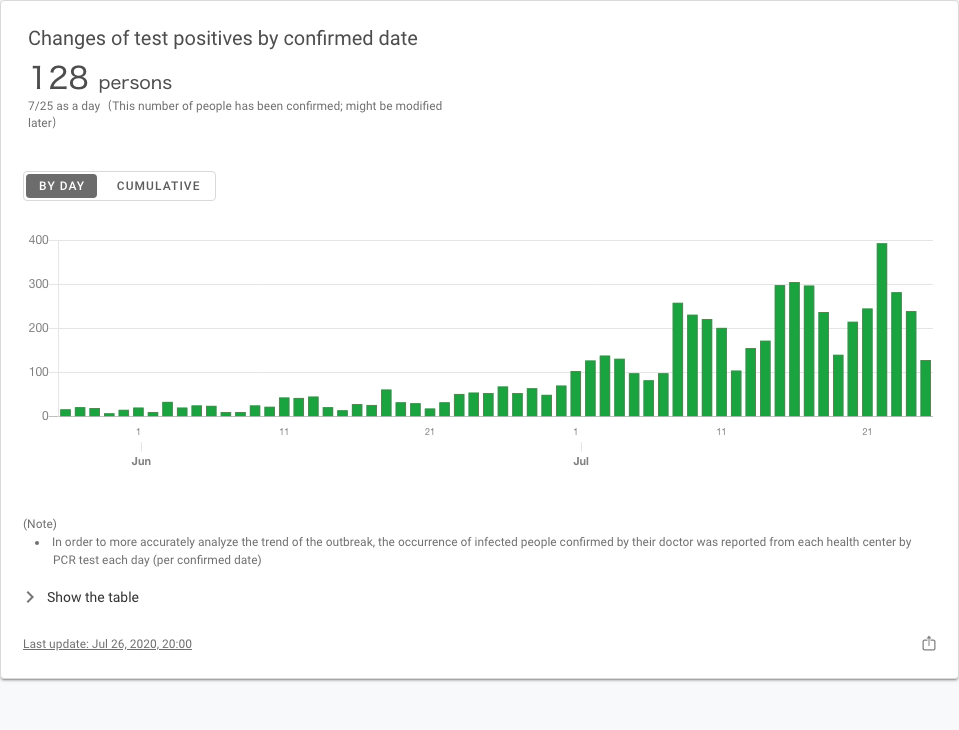 Changes of test positives by confirmed date
128 persons
7/25 as a day（This number of people has been confirmed; might be modified
later）
BY DAY CUMULATIVE
400
300
200
100
0
1 11 21 1 11 21
Jun Jul
(Note)
• In order to more accurately analyze the trend of the outbreak, the occurrence of infected people confirmed by their doctor was reported from each health center by
PCR test each day (per confirmed date)
Show the table
Last update: Jul 26, 2020, 20:00